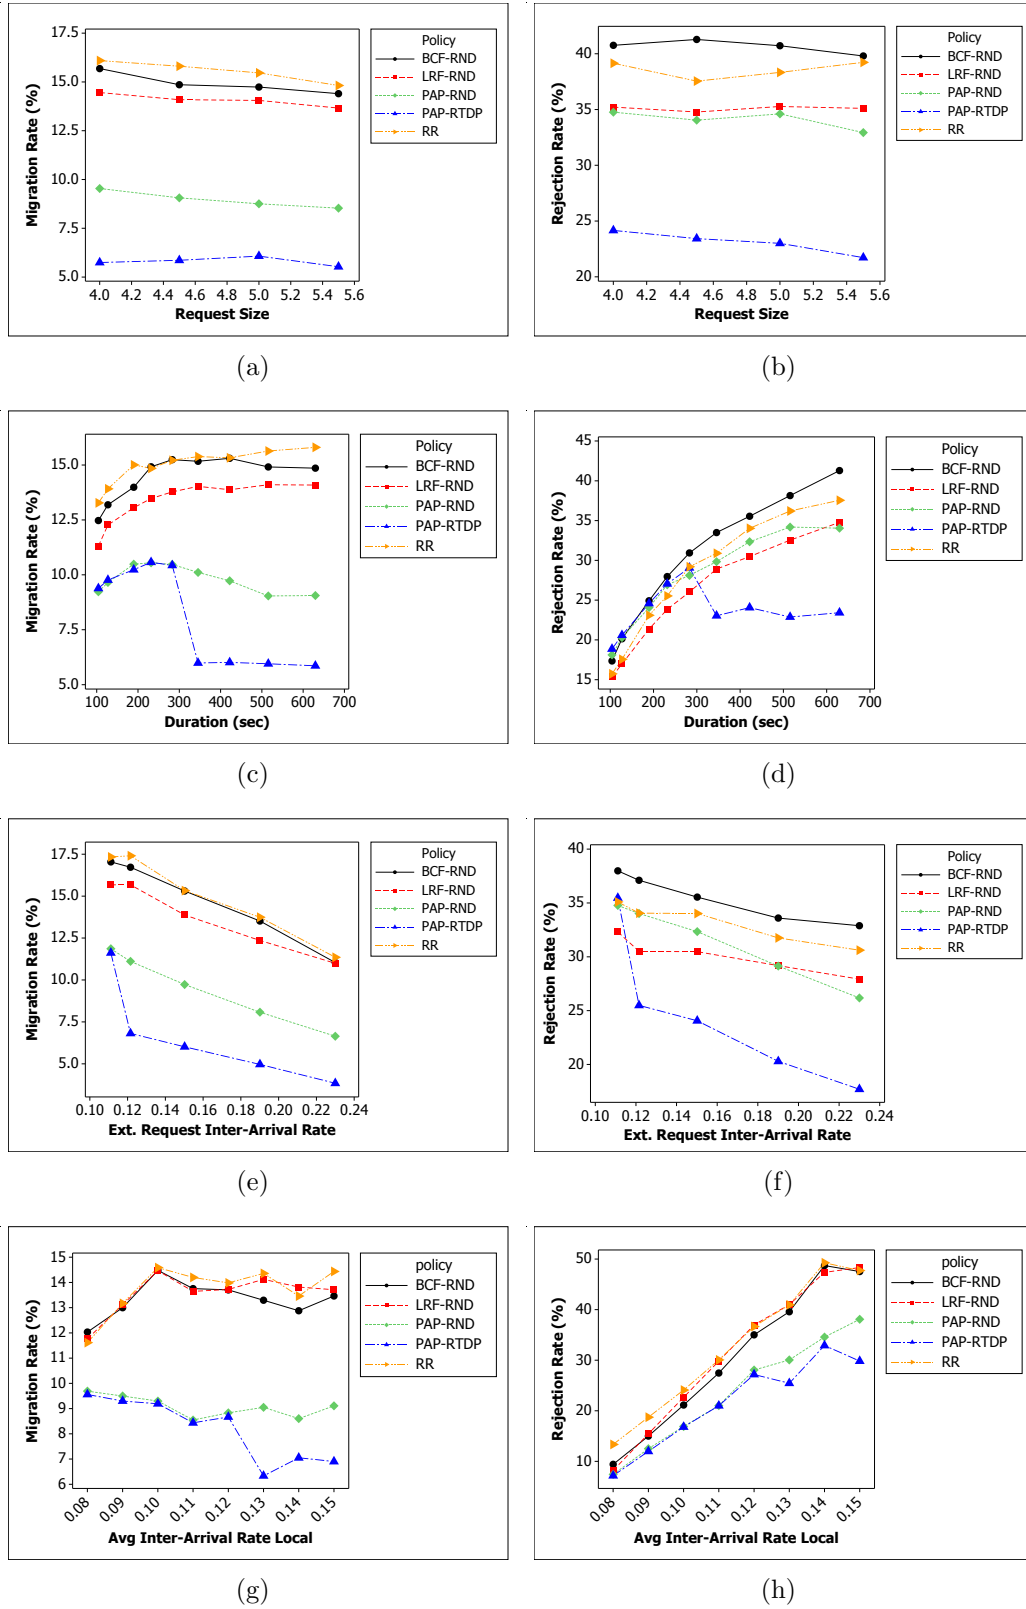 17.5
15.0
12.5
10.0
7.5
5.0
Migration Rate (%)
4.0 4.2 4.4 4.6 4.8 5.0 5.2 5.4 5.6
Request Size
Policy
BCF-RND
LRF-RND
PAP-RND
PAP-RTDP
RR
(a)
40
35
30
25
20
Rejection Rate (%)
4.0 4.2 4.4 4.6 4.8 5.0 5.2 5.4 5.6
Request Size
Policy
BCF-RND
LRF-RND
PAP-RND
PAP-RTDP
RR
(b)
15.0
12.5
10.0
7.5
5.0
Migration Rate (%)
100 200 300 400 500 600 700
Duration (sec)
Policy
BCF-RND
LRF-RND
PAP-RND
PAP-RTDP
RR
(c)
45
40
35
30
25
20
15
Rejection Rate (%)
100 200 300 400 500 600 700
Duration (sec)
Policy
BCF-RND
LRF-RND
PAP-RND
PAP-RTDP
RR
(d)
17.5
15.0
12.5
10.0
7.5
5.0
Migration Rate (%)
0.10 0.12 0.14 0.16 0.18 0.20 0.22 0.24
Ext. Request Inter-Arrival Rate
Policy
BCF-RND
LRF-RND
PAP-RND
PAP-RTDP
RR
(e)
40
35
30
25
20
Rejection Rate (%)
0.10 0.12 0.14 0.16 0.18 0.20 0.22 0.24
Ext. Request Inter-Arrival Rate
Policy
BCF-RND
LRF-RND
PAP-RND
PAP-RTDP
RR
(f)
15
14
13
12
11
10
9
8
7
6
Migration Rate (%)
0.08 0.09 0.10 0.11 0.12 0.13 0.14 0.15
Avg Inter-Arrival Rate Local
policy
BCF-RND
LRF-RND
PAP-RND
PAP-RTDP
RR
(g)
50
40
30
20
10
Rejection Rate (%)
0.08 0.09 0.10 0.11 0.12 0.13 0.14 0.15
Avg Inter-Arrival Rate Local
policy
BCF-RND
LRF-RND
PAP-RND
PAP-RTDP
RR
(h)